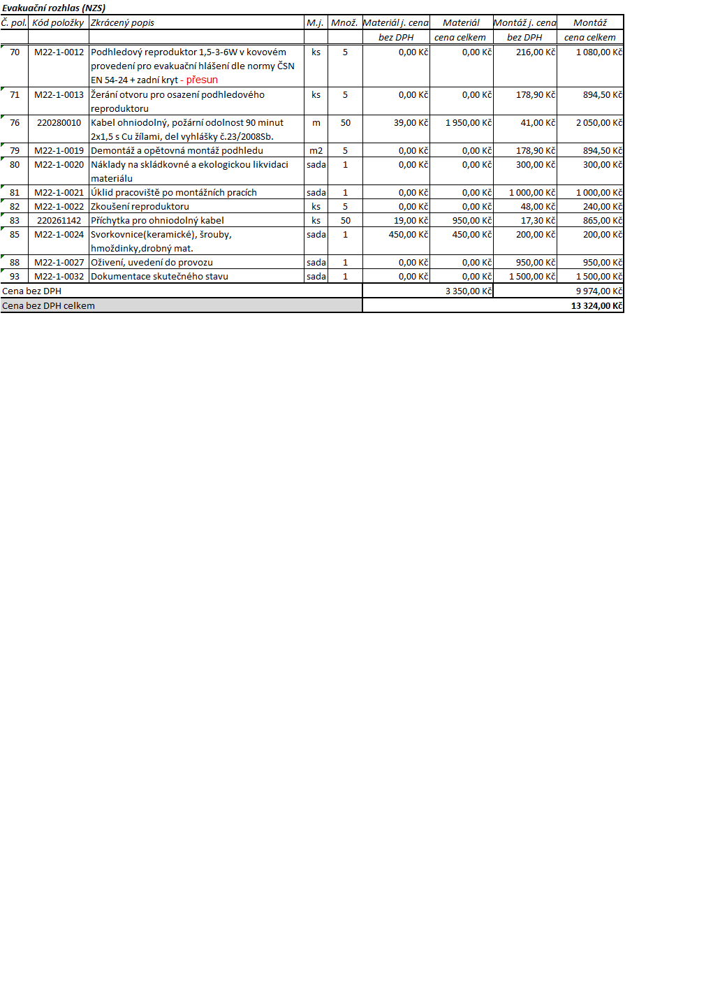 Evakuační rozhlas (NZS)
Č. pol. Kód položky Zkrácený popis M.j. Množ. Materiál j. cena Materiál Montáž j. cena Montáž
bez DPH cena celkem bez DPH cena celkem
70 M22-1-0012 Podhledový reproduktor 1,5-3-6W v kovovém ks 5 0,00 Kč 0,00 Kč 216,00 Kč 1 080,00 Kč
provedení pro evakuační hlášení dle normy ČSN
EN 54-24 + zadní kryt - přesun
71 M22-1-0013 Žerání otvoru pro osazení podhledového ks 5 0,00 Kč 0,00 Kč 178,90 Kč 894,50 Kč
reproduktoru
76 220280010 Kabel ohniodolný, požární odolnost 90 minut m 50 39,00 Kč 1 950,00 Kč 41,00 Kč 2 050,00 Kč
2x1,5 s Cu žílami, del vyhlášky č.23/2008Sb.
79 M22-1-0019 Demontáž a opětovná montáž podhledu m2 5 0,00 Kč 0,00 Kč 178,90 Kč 894,50 Kč
80 M22-1-0020 Náklady na skládkovné a ekologickou likvidaci sada 1 0,00 Kč 0,00 Kč 300,00 Kč 300,00 Kč
materiálu
81 M22-1-0021 Úklid pracoviště po montážních pracích sada 1 0,00 Kč 0,00 Kč 1 000,00 Kč 1 000,00 Kč
82 M22-1-0022 Zkoušení reproduktoru ks 5 0,00 Kč 0,00 Kč 48,00 Kč 240,00 Kč
83 220261142 Příchytka pro ohniodolný kabel ks 50 19,00 Kč 950,00 Kč 17,30 Kč 865,00 Kč
85 M22-1-0024 Svorkovnice(keramické), šrouby, sada 1 450,00 Kč 450,00 Kč 200,00 Kč 200,00 Kč
hmoždinky,drobný mat.
88 M22-1-0027 Oživení, uvedení do provozu sada 1 0,00 Kč 0,00 Kč 950,00 Kč 950,00 Kč
93 M22-1-0032 Dokumentace skutečného stavu sada 1 0,00 Kč 0,00 Kč 1 500,00 Kč 1 500,00 Kč
Cena bez DPH 3 350,00 Kč 9 974,00 Kč
Cena bez DPH celkem 13 324,00 Kč